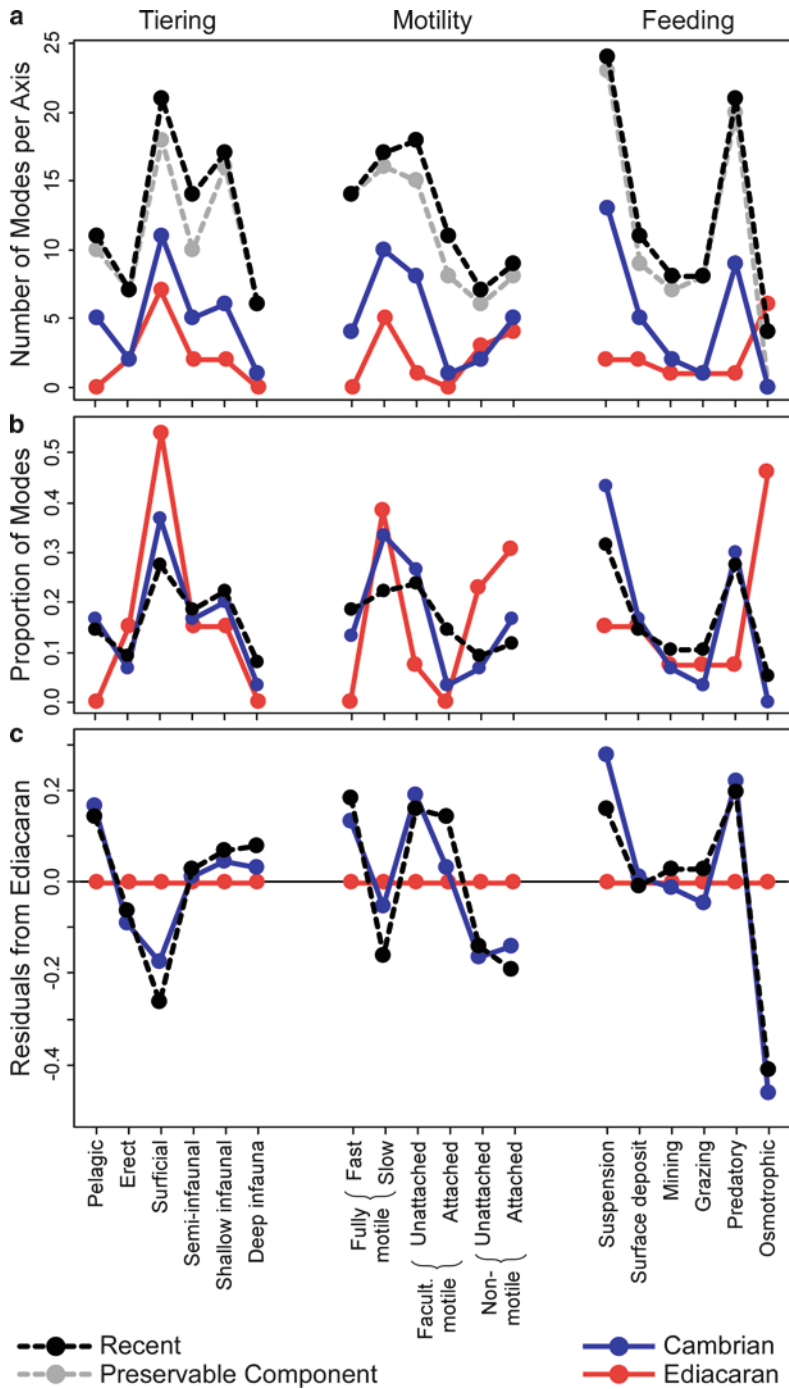 a
Tiering Motility Feeding
Number of Modes per Axis
25
20
15
10
5
0
b
Proportion of Modes
0.5
0.4
0.3
0.2
0.1
0.0
c
Residuals from Ediacaran
0.2
0.0
-0.2
-0.4
Pelagic
Erect
Surficial
Semi-infaunal
Shallow infaunal
Deep infauna
Fast
Slow
Fully motile
Unattached
Attached
Facult. motile
Unattached
Attached
Non-motile
Suspension
Surface deposit
Mining
Grazing
Predatory
Osmotrophic
Recent
Preservable Component
Cambrian
Ediacaran